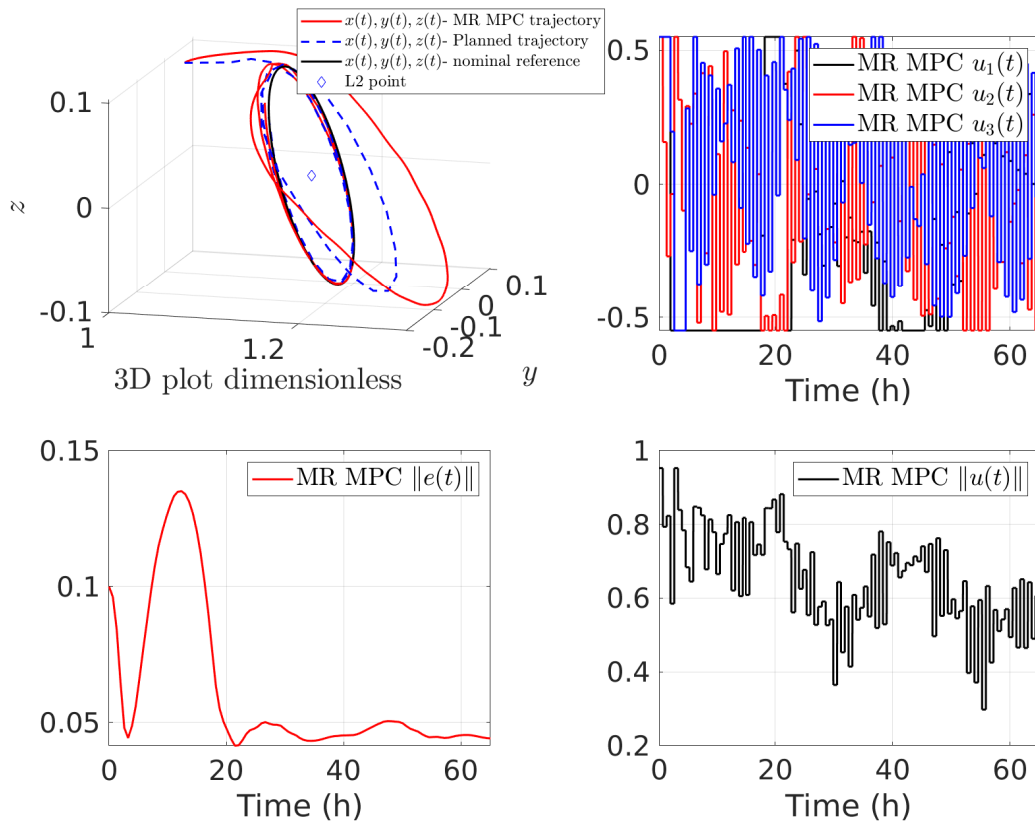 x(t), y(t), z(t)- MR MPC trajectory
x(t), y(t), z(t)- Planned trajectory
x(t), y(t), z(t)- nominal reference
L2 point
0.1
0
-0.1
z
1
1.2
-0.2
-0.1
0
0.1
y
3D plot dimensionless
0.5
0
-0.5
MR MPC u₁(t)
MR MPC u₂(t)
MR MPC u₃(t)
0
20
40
60
Time (h)
0.15
0.1
0.05
MR MPC ‖e(t)‖
0
20
40
60
Time (h)
1
0.8
0.6
0.4
0.2
MR MPC ‖u(t)‖
0
20
40
60
Time (h)